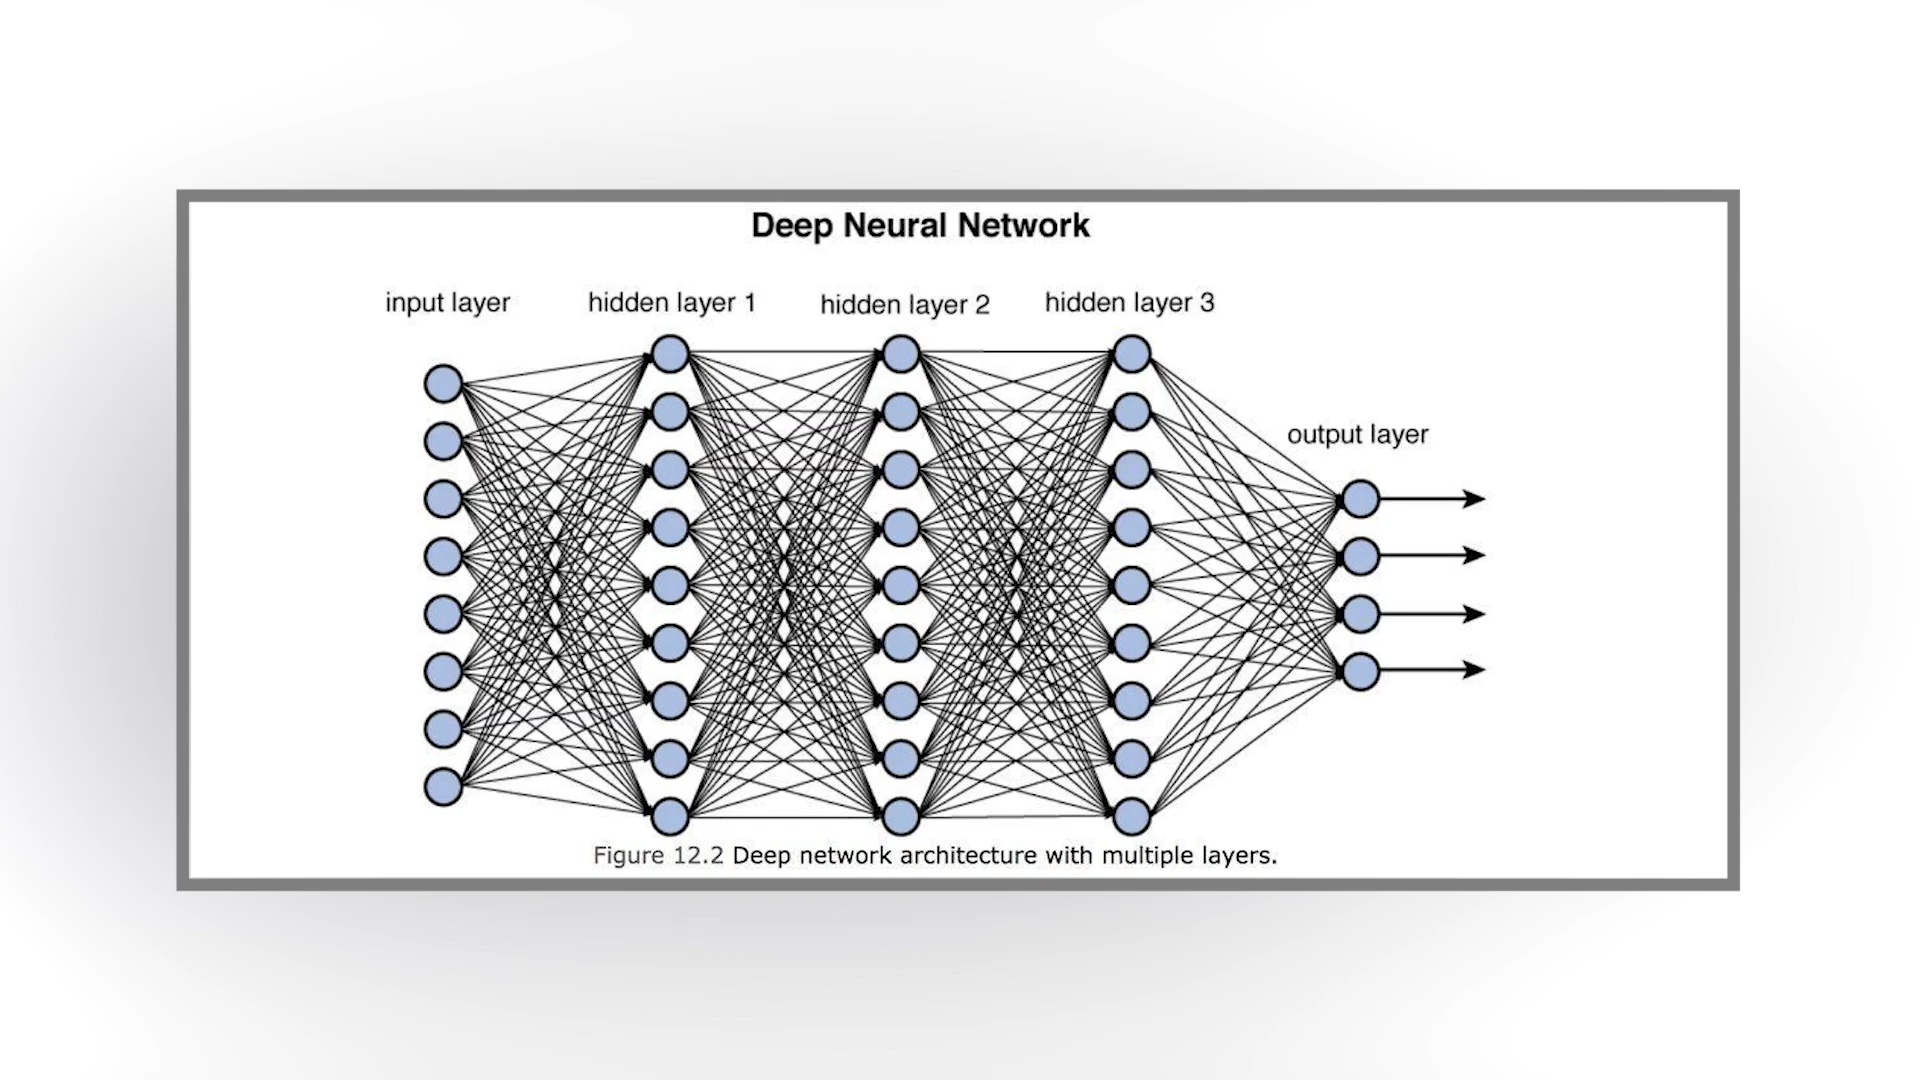 Deep Neural Network
input layer
hidden layer 1
hidden layer 2
hidden layer 3
output layer
Figure 12.2 Deep network architecture with multiple layers.